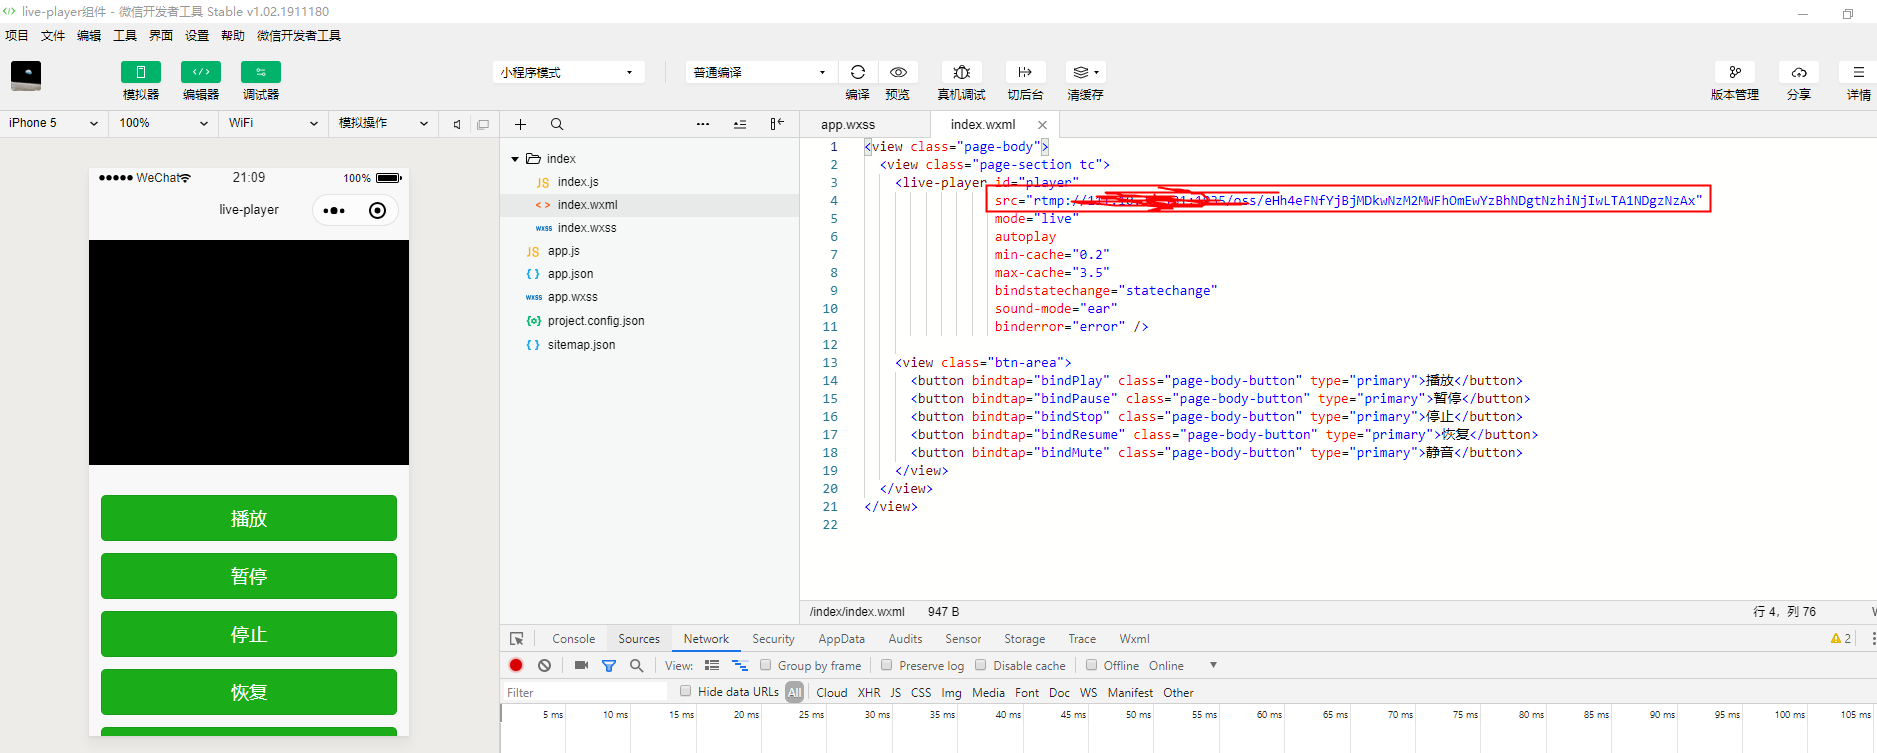 live-player组件 - 微信开发者工具 Stable v1.02.1911180
项目 文件 编辑 工具 界面 设置 帮助 微信开发者工具
模拟器 编辑器 调试器
小程序模式
普通编译
编译 预览 真机调试 切后台 清缓存
版本管理 分享 详情
iPhone 5 100% WiFi 模拟操作
WeChat 21:09 100%
live-player
播放
暂停
停止
恢复
index
JS index.js
< > index.wxml
wxss index.wxss
JS app.js
{ } app.json
wxss app.wxss
{o} project.config.json
{ } sitemap.json
app.wxss index.wxml
1 <view class="page-body">
2 <view class="page-section tc">
3 <live-player id="player"
4 src="rtmp:/oss/eHh4eFNfYjBjMDkwNzM2MWFhOmEwYzBhNDgtNzhiNjIwLTA1NDgzNzAx"
5 mode="live"
6 autoplay
7 min-cache="0.2"
8 max-cache="3.5"
9 bindstatechange="statechange"
10 sound-mode="ear"
11 binderror="error" />
12
13 <view class="btn-area">
14 <button bindtap="bindPlay" class="page-body-button" type="primary">播放</button>
15 <button bindtap="bindPause" class="page-body-button" type="primary">暂停</button>
16 <button bindtap="bindStop" class="page-body-button" type="primary">停止</button>
17 <button bindtap="bindResume" class="page-body-button" type="primary">恢复</button>
18 <button bindtap="bindMute" class="page-body-button" type="primary">静音</button>
19 </view>
20 </view>
21 </view>
22
/index/index.wxml 947 B 行 4，列 76
Console Sources Network Security AppData Audits Sensor Storage Trace Wxml 2
View: Group by frame Preserve log Disable cache Offline Online
Filter Hide data URLs All Cloud XHR JS CSS Img Media Font Doc WS Manifest Other
5 ms 10 ms 15 ms 20 ms 25 ms 30 ms 35 ms 40 ms 45 ms 50 ms 55 ms 60 ms 65 ms 70 ms 75 ms 80 ms 85 ms 90 ms 95 ms 100 ms 105 ms